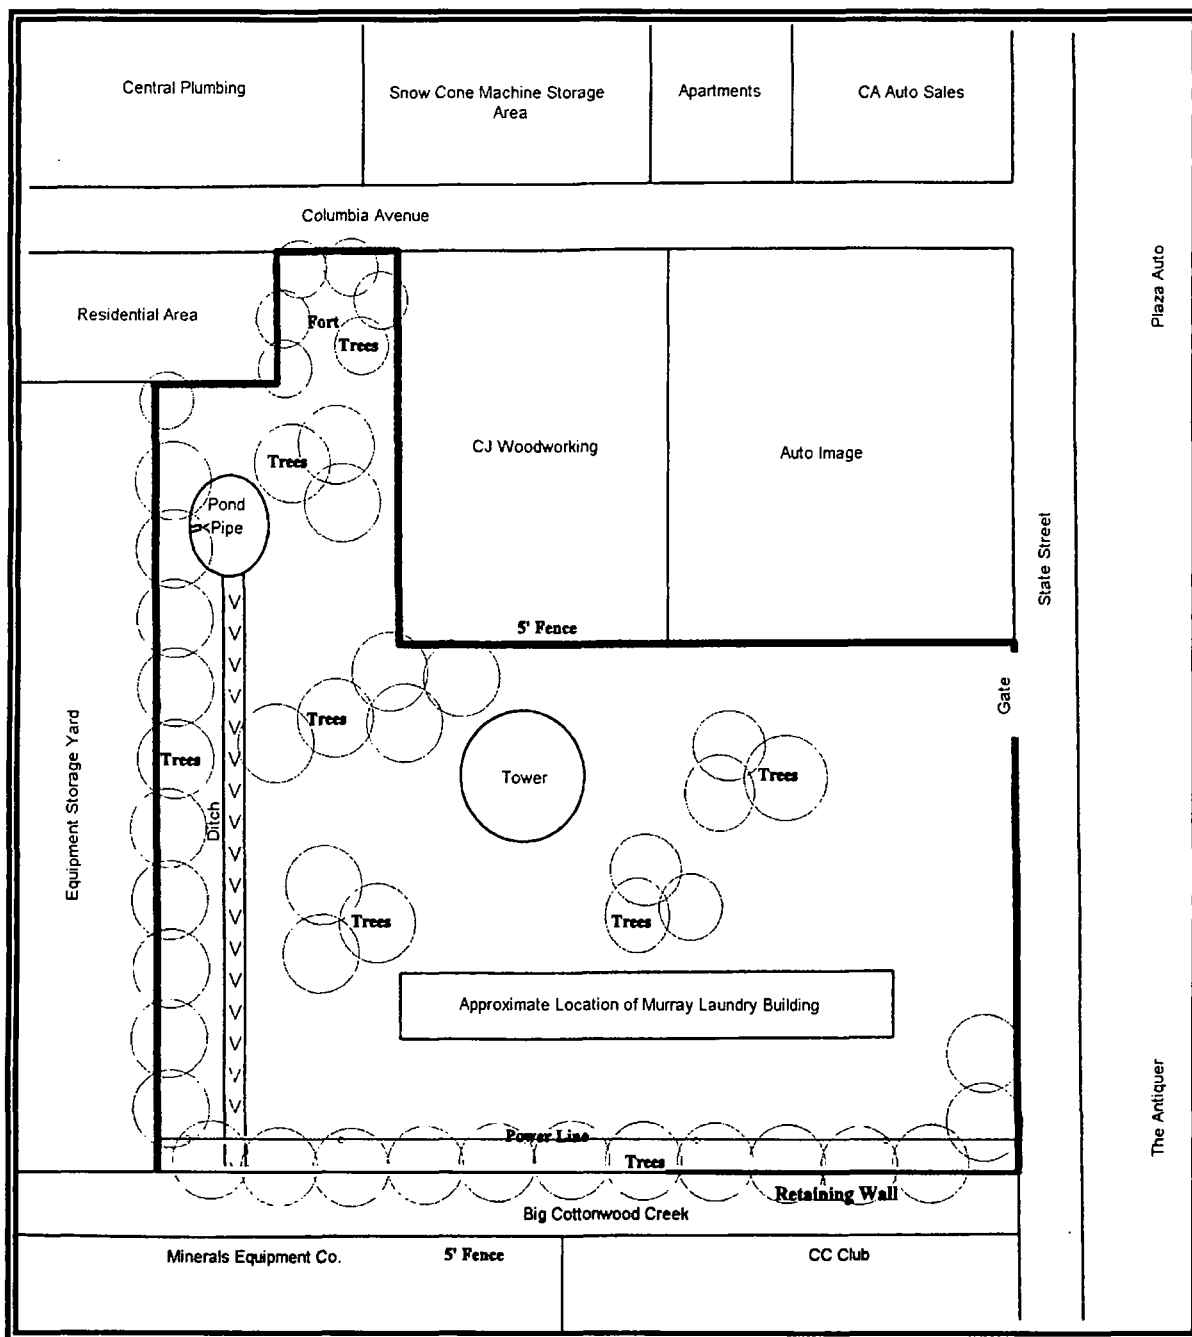 Central Plumbing
Snow Cone Machine Storage
Area
Apartments
CA Auto Sales
Columbia Avenue
Plaza Auto
Residential Area
Fort
Trees
CJ Woodworking
Auto Image
Trees
Pond
Pipe
State Street
5' Fence
Gate
Trees
Trees
Tower
Trees
Equipment Storage Yard
Ditch
Trees
Trees
Approximate Location of Murray Laundry Building
The Antiquer
Power Line
Trees
Retaining Wall
Big Cottonwood Creek
Minerals Equipment Co.
5' Fence
CC Club